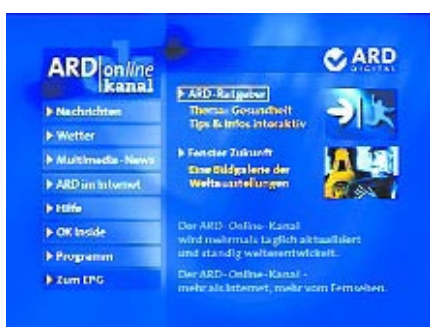 ARD online
kanal
ARD
DIGITAL
Nachrichten
Wetter
Multimedia-News
ARD im Internet
Hilfe
OK Inside
Programm
Zum EPG
ARD-Ratgeber
Thema: Gesundheit
Tips & Infos interaktiv
Fenster Zukunft
Eine Bildgalerie der
Weltausstellungen
Der ARD-Online-Kanal
wird mehrmals täglich aktualisiert
und ständig weiterentwickelt.
Der ARD-Online-Kanal -
mehr als Internet, mehr vom Fernsehen.